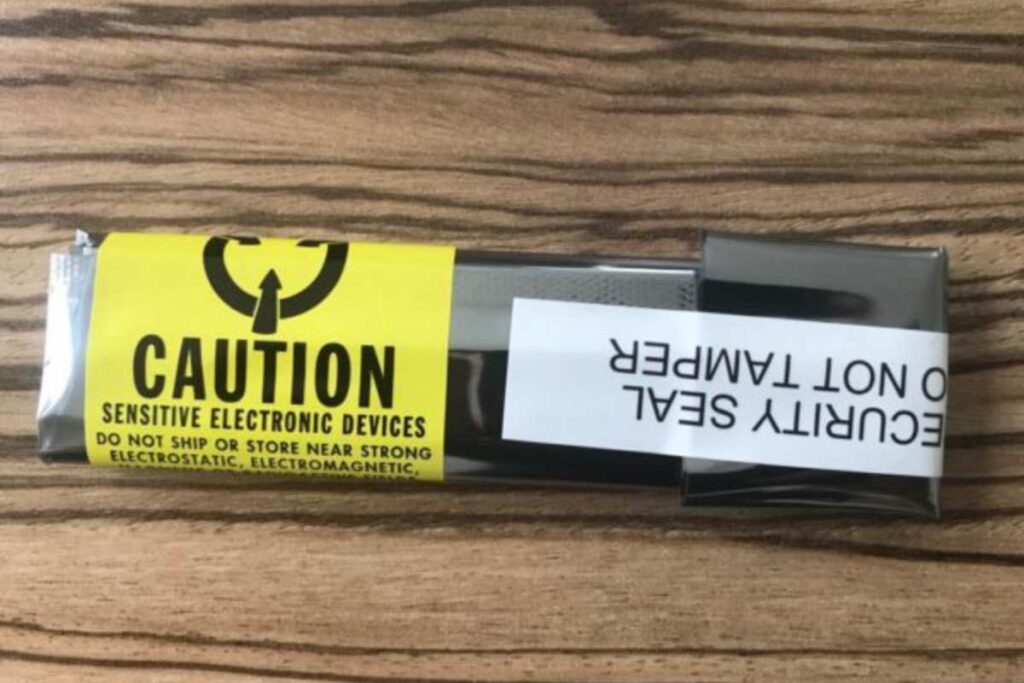 CAUTION
SENSITIVE ELECTRONIC DEVICES
DO NOT SHIP OR STORE NEAR STRONG
ELECTROSTATIC, ELECTROMAGNETIC,
ECURITY SEAL
O NOT TAMPER